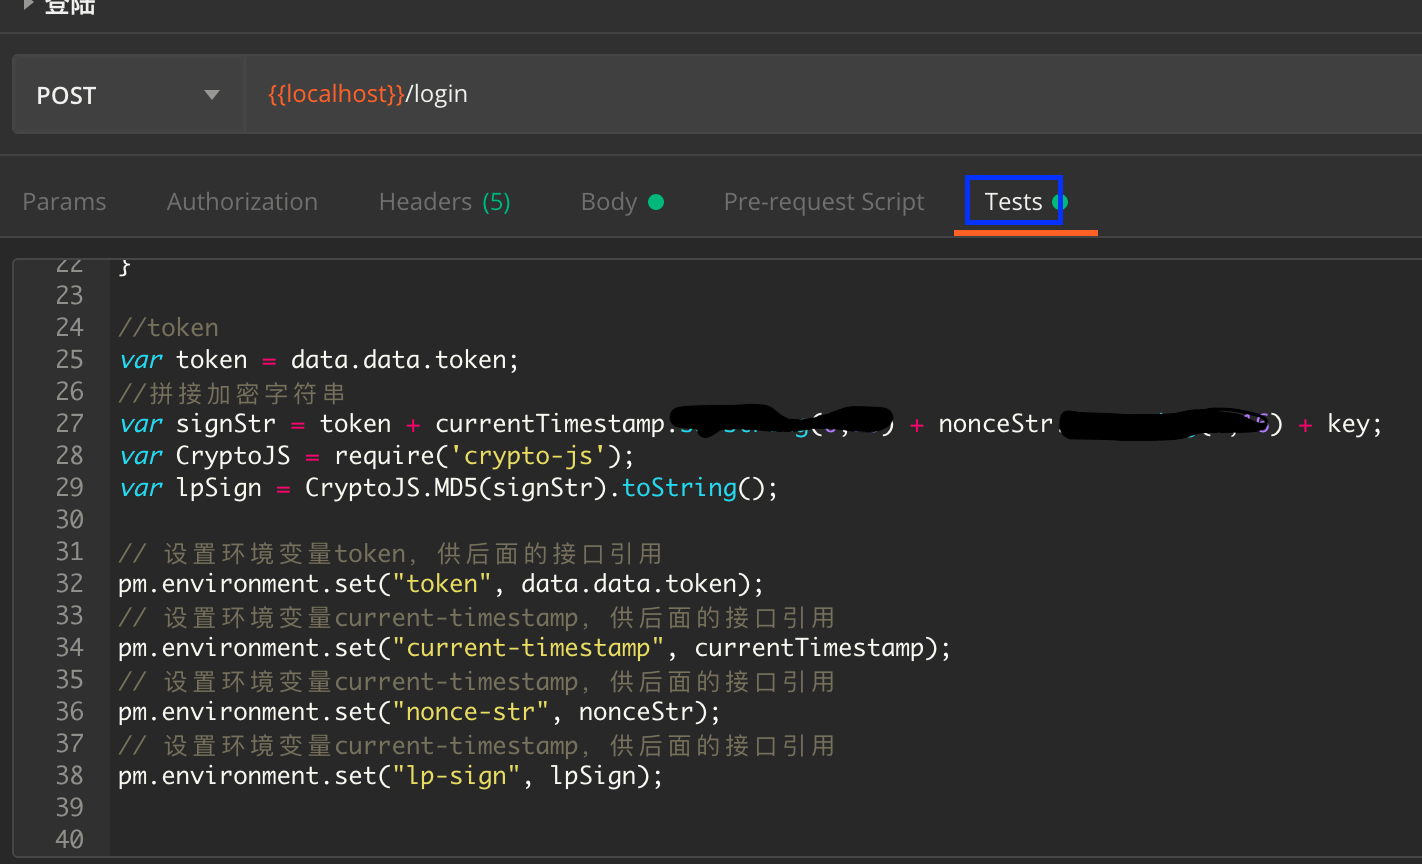 登陆
POST {{localhost}}/login
Params Authorization Headers (5) Body Pre-request Script Tests
22 }
23
24 //token
25 var token = data.data.token;
26 //拼接加密字符串
27 var signStr = token + currentTimestamp. ) + nonceStr. ) + key;
28 var CryptoJS = require('crypto-js');
29 var lpSign = CryptoJS.MD5(signStr).toString();
30
31 // 设置环境变量token，供后面的接口引用
32 pm.environment.set("token", data.data.token);
33 // 设置环境变量current-timestamp，供后面的接口引用
34 pm.environment.set("current-timestamp", currentTimestamp);
35 // 设置环境变量current-timestamp，供后面的接口引用
36 pm.environment.set("nonce-str", nonceStr);
37 // 设置环境变量current-timestamp，供后面的接口引用
38 pm.environment.set("lp-sign", lpSign);
39
40